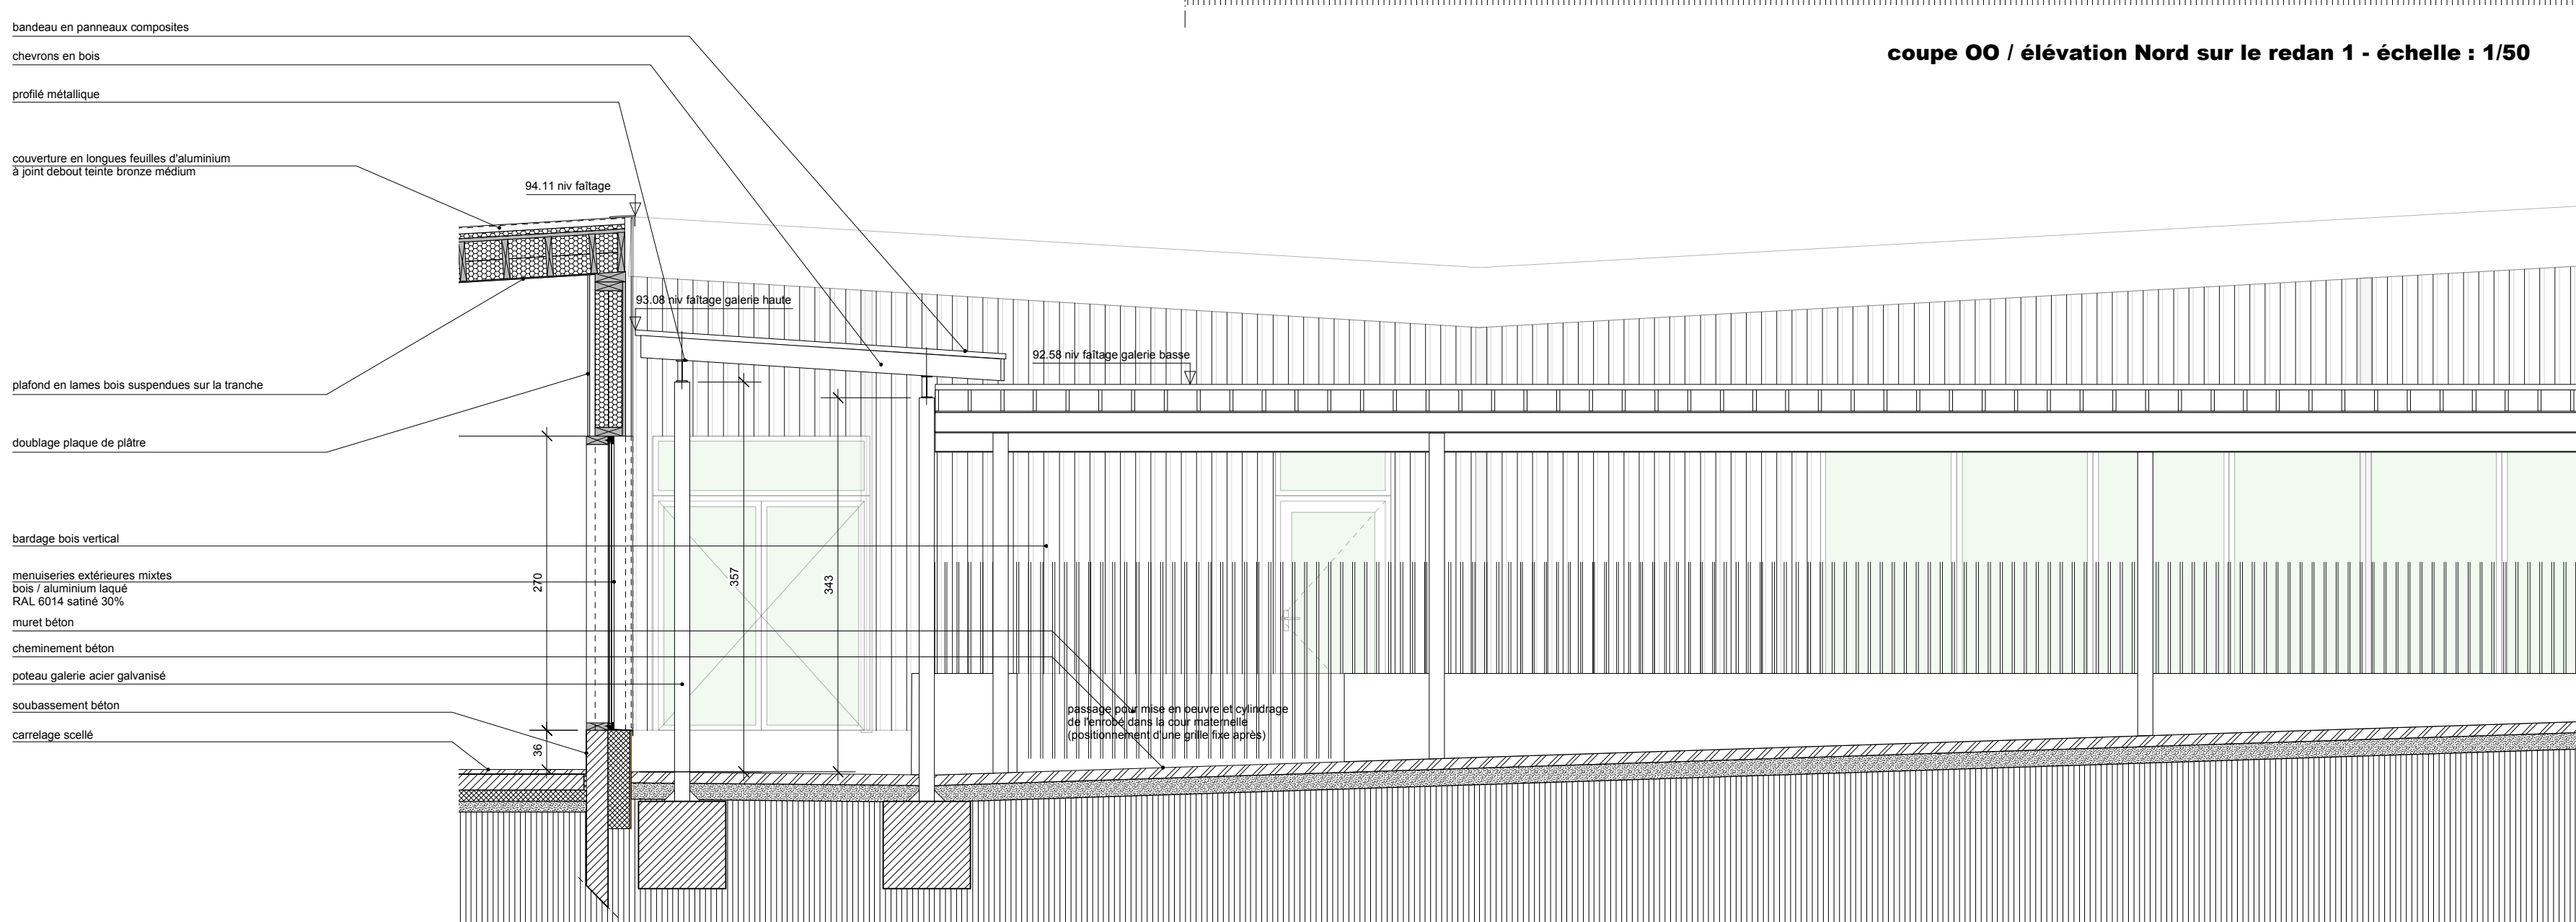 coupe OO / élévation Nord sur le redan 1 - échelle : 1/50
bandeau en panneaux composites
chevrons en bois
profilé métallique
couverture en longues feuilles d'aluminium
à joint debout teinte bronze médium
94.11 niv faîtage
93.08 niv faîtage galerie haute
92.58 niv faîtage galerie basse
plafond en lames bois suspendues sur la tranche
doublage plaque de plâtre
bardage bois vertical
menuiseries extérieures mixtes
bois / aluminium laqué
RAL 6014 satiné 30%
270
357
343
muret béton
cheminement béton
poteau galerie acier galvanisé
soubassement béton
carrelage scellé
36
passage pour mise en oeuvre et cylindrage
de l'enrobé dans la cour maternelle
(positionnement d'une grille fixe après)